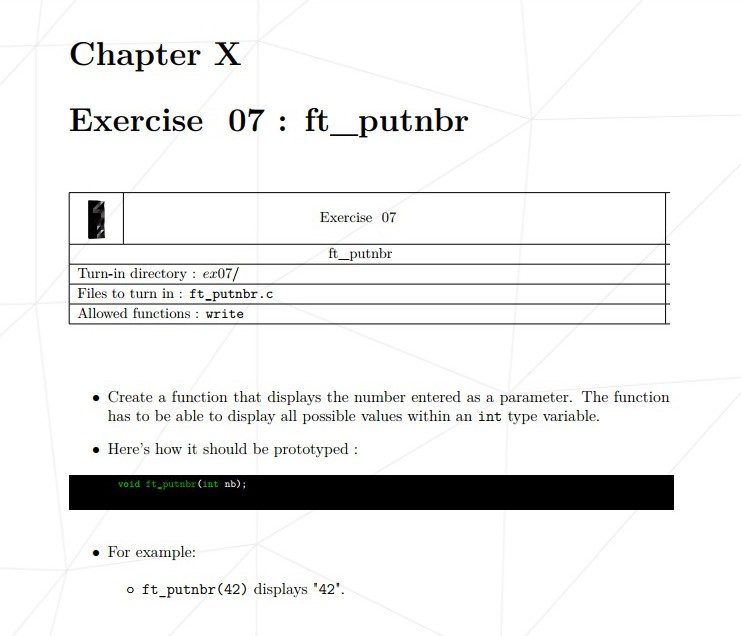 Chapter X
Exercise 07 : ft_putnbr
Exercise 07
ft_putnbr
Turn-in directory : ex07/
Files to turn in : ft_putnbr.c
Allowed functions : write
• Create a function that displays the number entered as a parameter. The function
has to be able to display all possible values within an int type variable.
• Here's how it should be prototyped :
void ft_putnbr(int nb);
• For example:
○ ft_putnbr(42) displays "42".